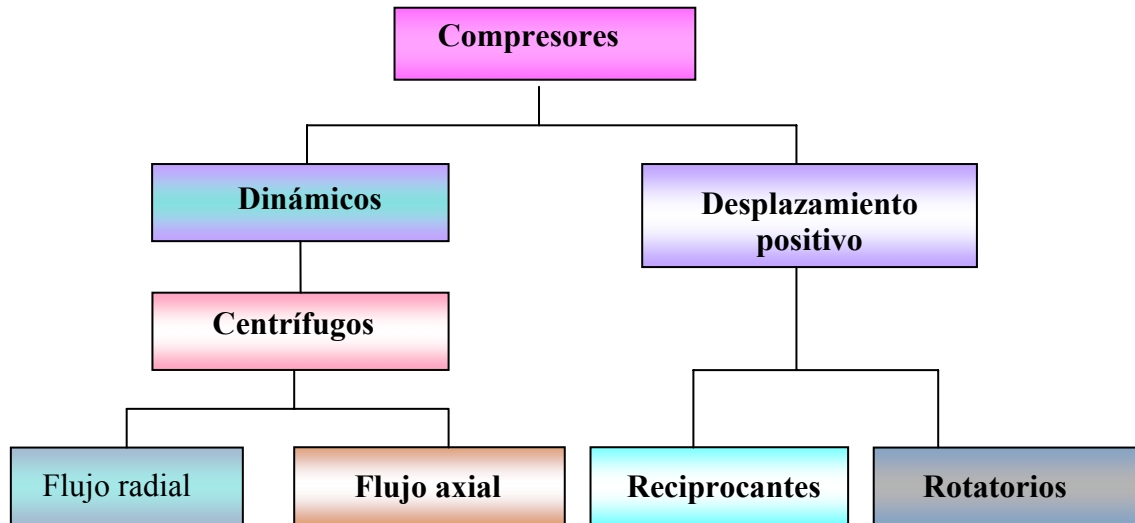 Compresores
Dinámicos
Desplazamiento
positivo
Centrífugos
Flujo radial
Flujo axial
Reciprocantes
Rotatorios